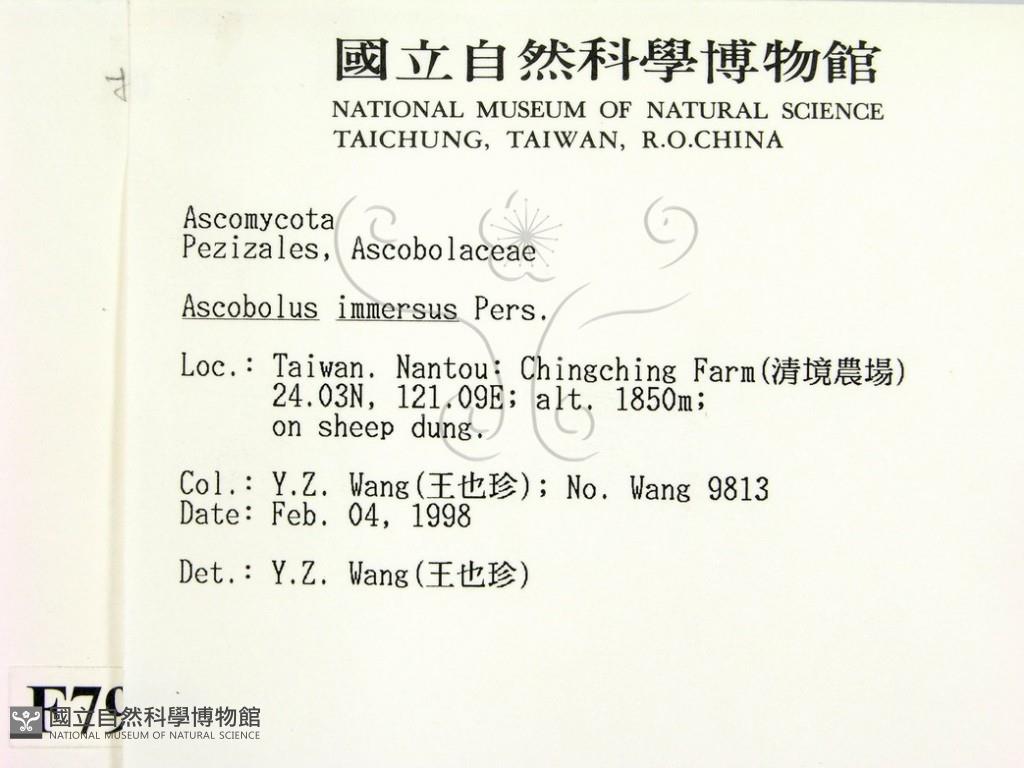 國立自然科學博物館
NATIONAL MUSEUM OF NATURAL SCIENCE
TAICHUNG, TAIWAN, R.O.CHINA
Ascomycota
Pezizales, Ascobolaceae
Ascobolus immersus Pers.
Loc.: Taiwan. Nantou: Chingching Farm(清境農場)
24.03N, 121.09E; alt. 1850m;
on sheep dung.
Col.: Y.Z. Wang(王也珍); No. Wang 9813
Date: Feb. 04, 1998
Det.: Y.Z. Wang(王也珍)
F79
國立自然科學博物館
NATIONAL MUSEUM OF NATURAL SCIENCE